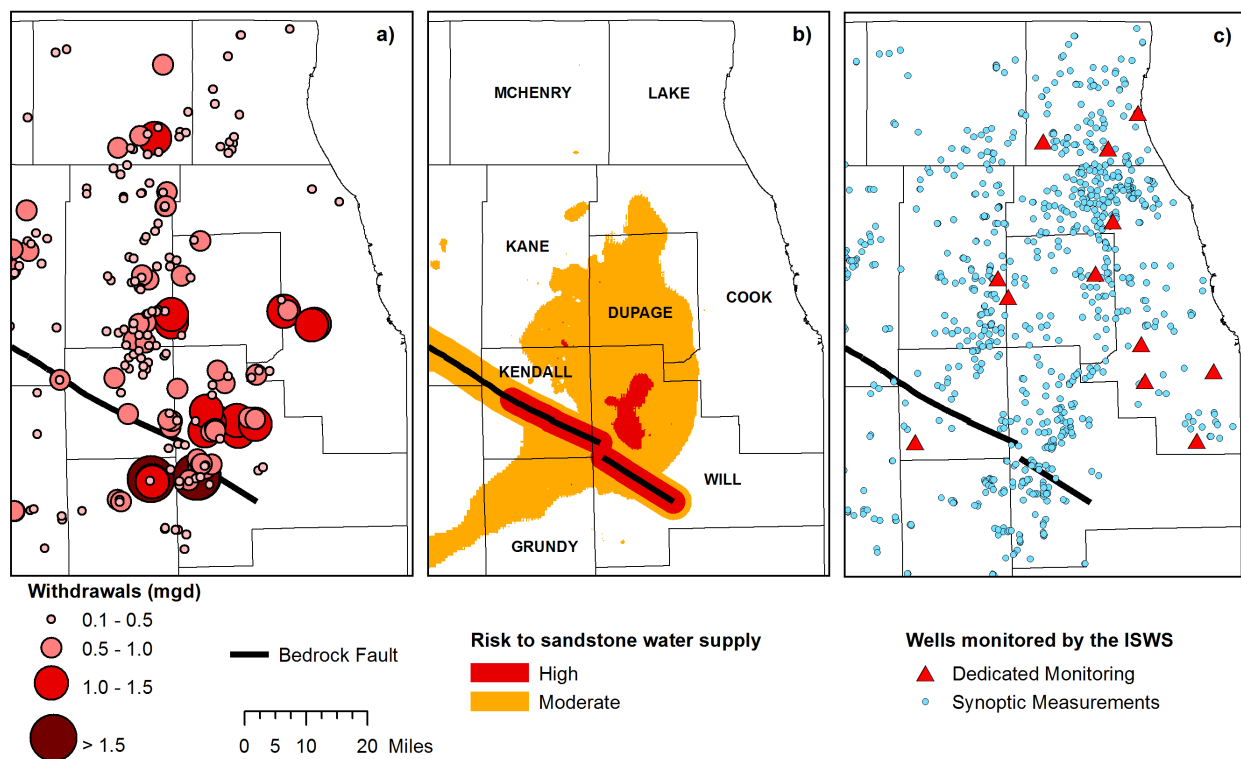 a)
b)
c)
MCHENRY
LAKE
KANE
COOK
DUPAGE
KENDALL
WILL
GRUNDY
Withdrawals (mgd)
0.1 - 0.5
0.5 - 1.0
1.0 - 1.5
> 1.5
Bedrock Fault
0 5 10 20 Miles
Risk to sandstone water supply
High
Moderate
Wells monitored by the ISWS
Dedicated Monitoring
Synoptic Measurements